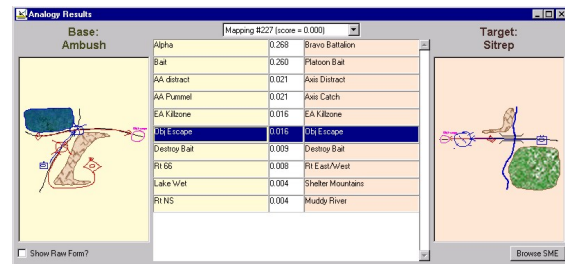 Analogy Results
Base:
Ambush
Mapping #227 (score = 0.000)
Target:
Sitrep
Alpha 0.268 Bravo Battalion
Bait 0.260 Platoon Bait
AA distract 0.021 Axis Distract
AA Pummel 0.021 Axis Catch
EA Killzone 0.016 EA Killzone
Obj Escape 0.016 Obj Escape
Destroy Bait 0.009 Destroy Bait
Rt 66 0.008 Rt East/West
Lake Wet 0.004 Shelter Mountains
Rt NS 0.004 Muddy River
Show Raw Form?
Browse SME